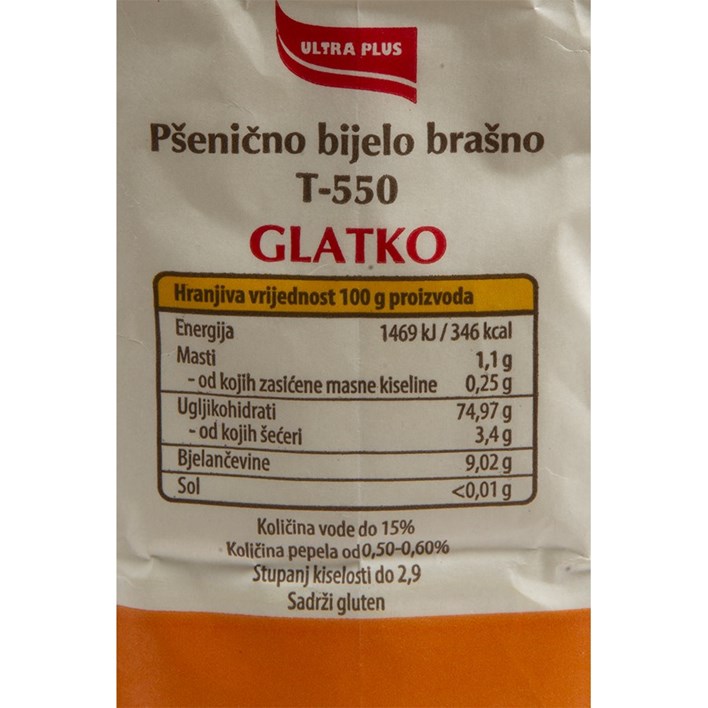 ULTRA PLUS
Pšenično bijelo brašno
T-550
GLATKO
Hranjiva vrijednost 100 g proizvoda
Energija 1469 kJ / 346 kcal
Masti 1,1 g
- od kojih zasićene masne kiseline 0,25 g
Ugljikohidrati 74,97 g
- od kojih šećeri 3,4 g
Bjelančevine 9,02 g
Sol <0,01 g
Količina vode do 15%
Količina pepela od 0,50-0,60%
Stupanj kiselosti do 2,9
Sadrži gluten